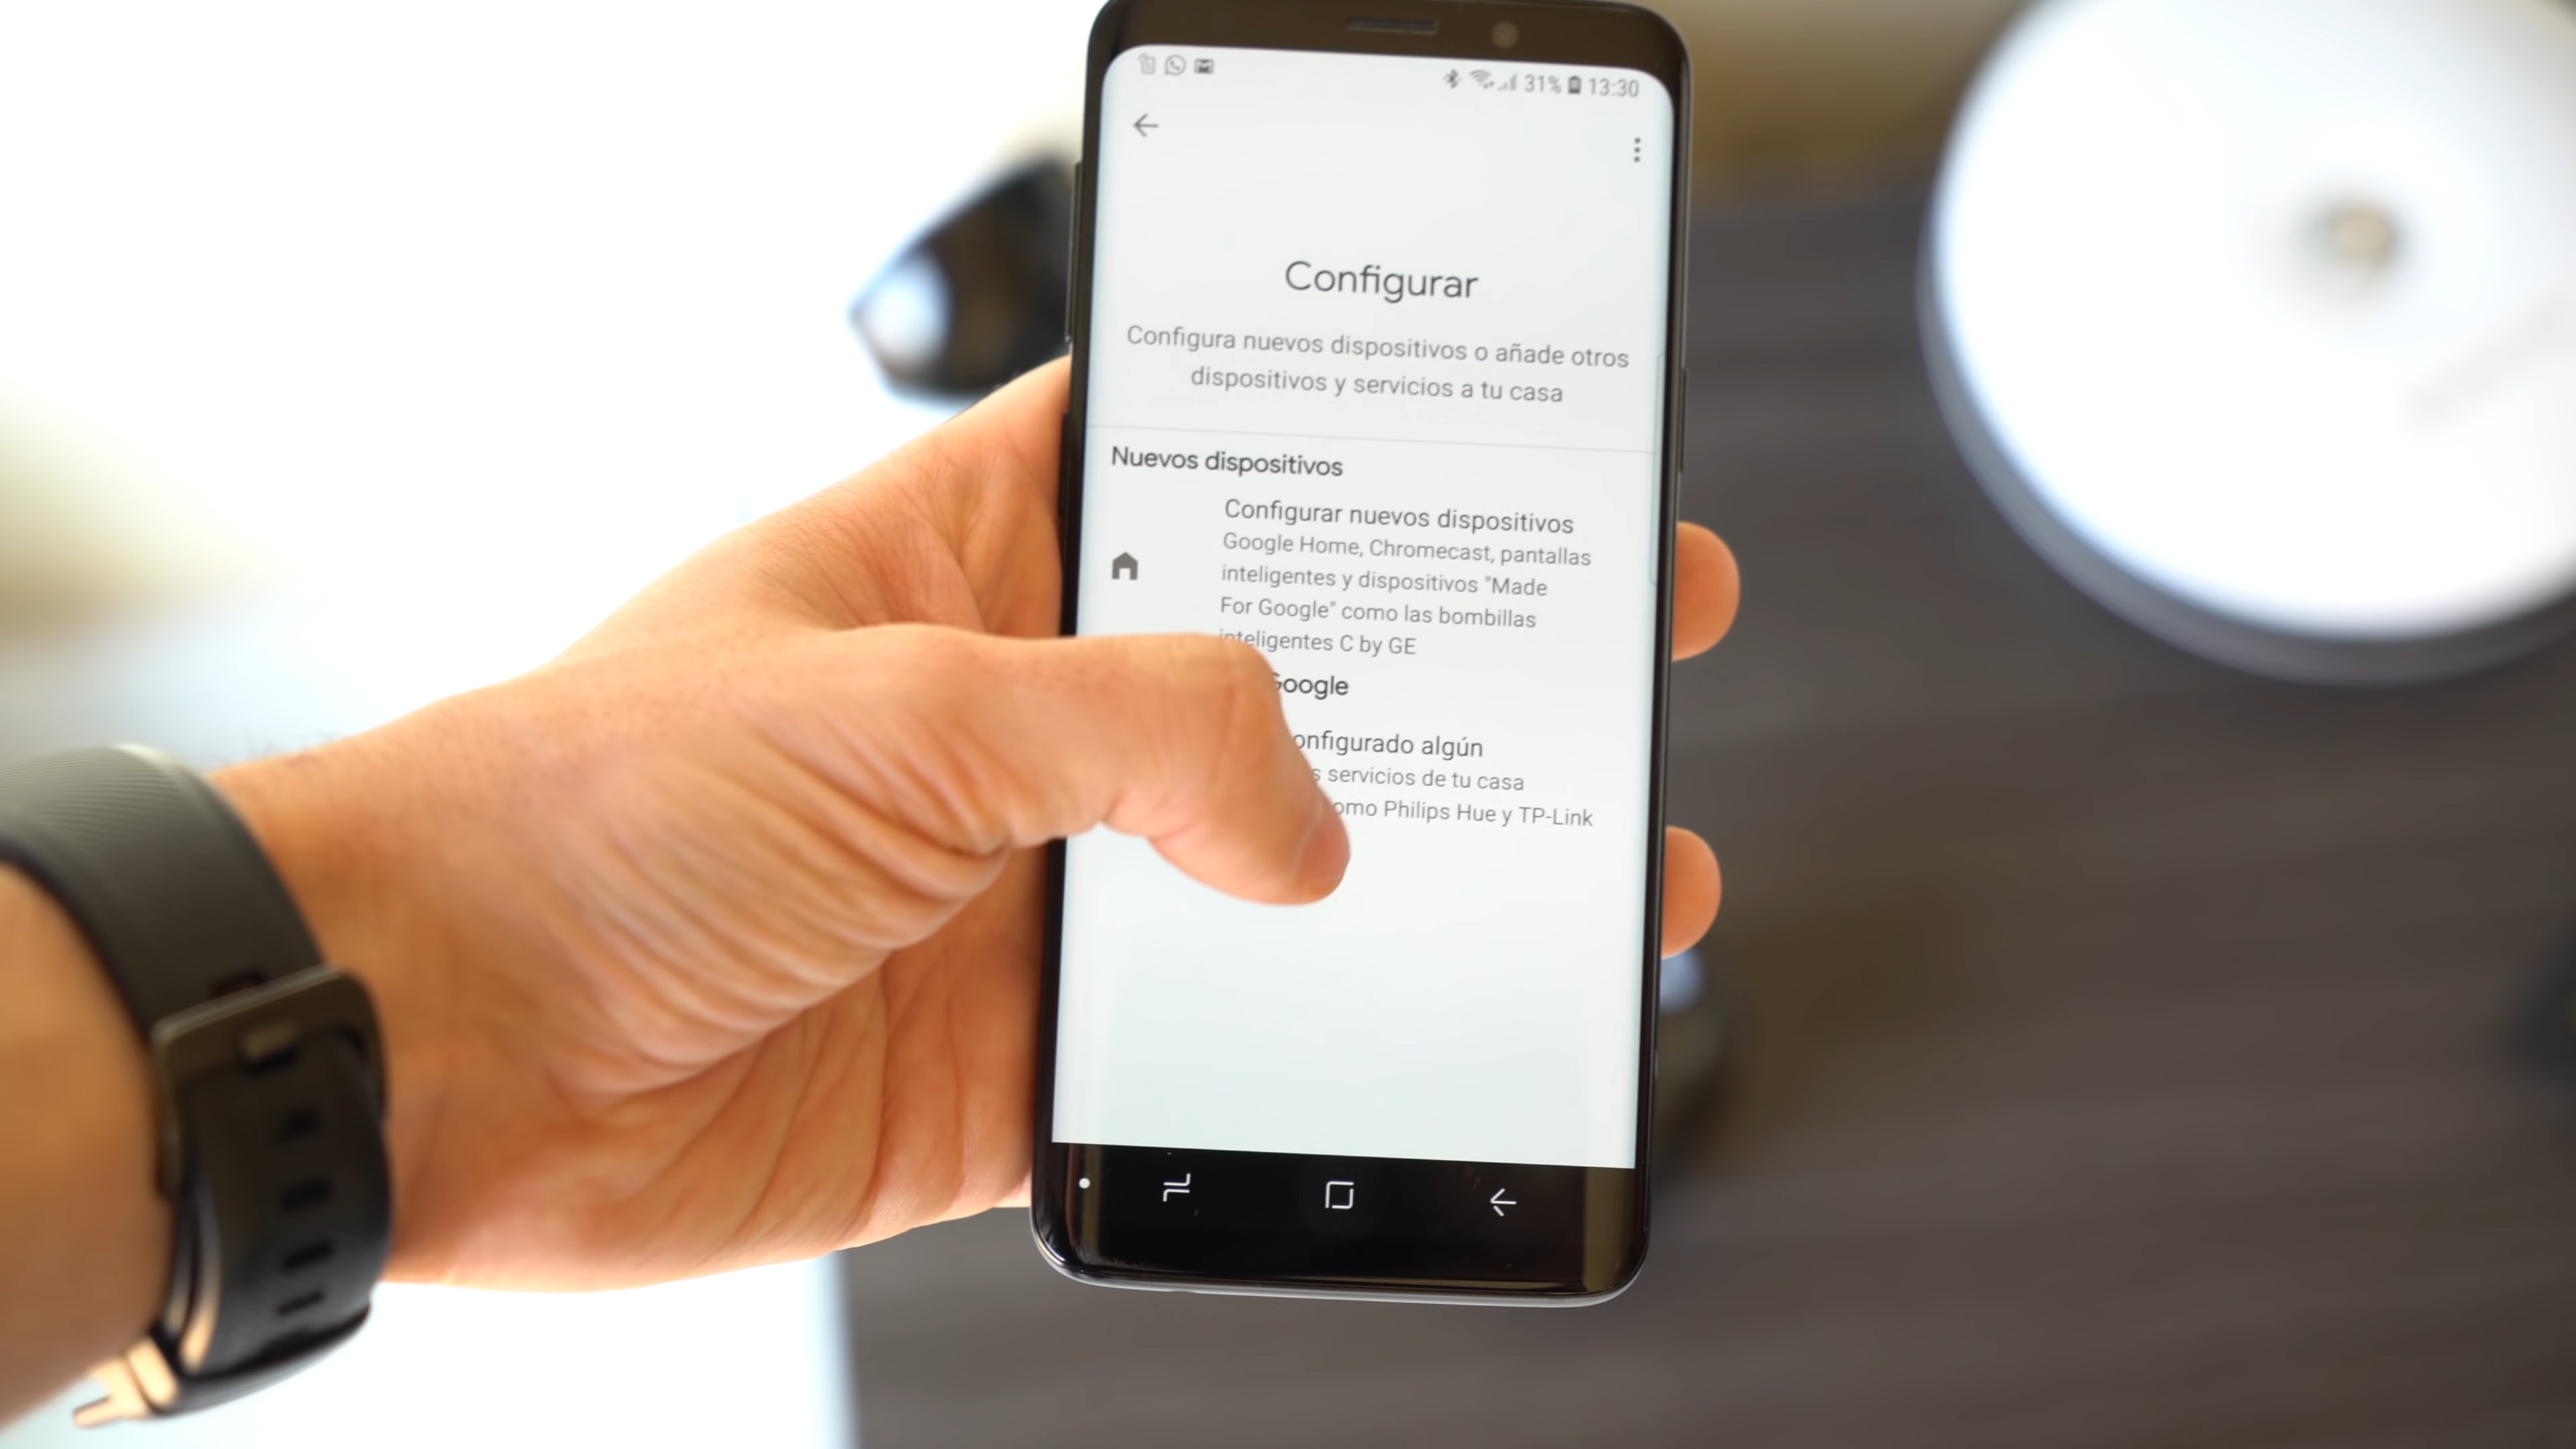 31% 13:30
Configurar
Configura nuevos dispositivos o añade otros
dispositivos y servicios a tu casa
Nuevos dispositivos
Configurar nuevos dispositivos
Google Home, Chromecast, pantallas
inteligentes y dispositivos "Made
For Google" como las bombillas
inteligentes C by GE
Google
algún
servicios de tu casa
Philips Hue y TP-Link